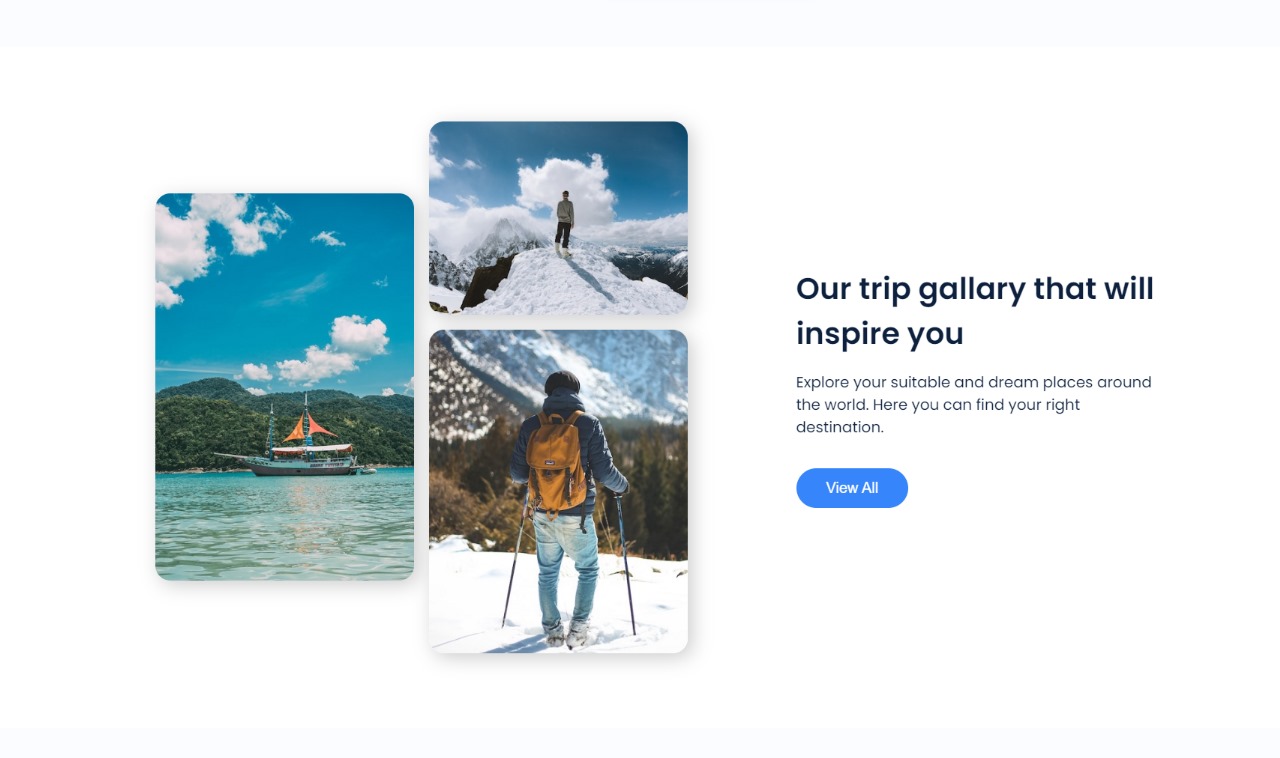 Our trip gallary that will
inspire you
Explore your suitable and dream places around
the world. Here you can find your right
destination.
View All